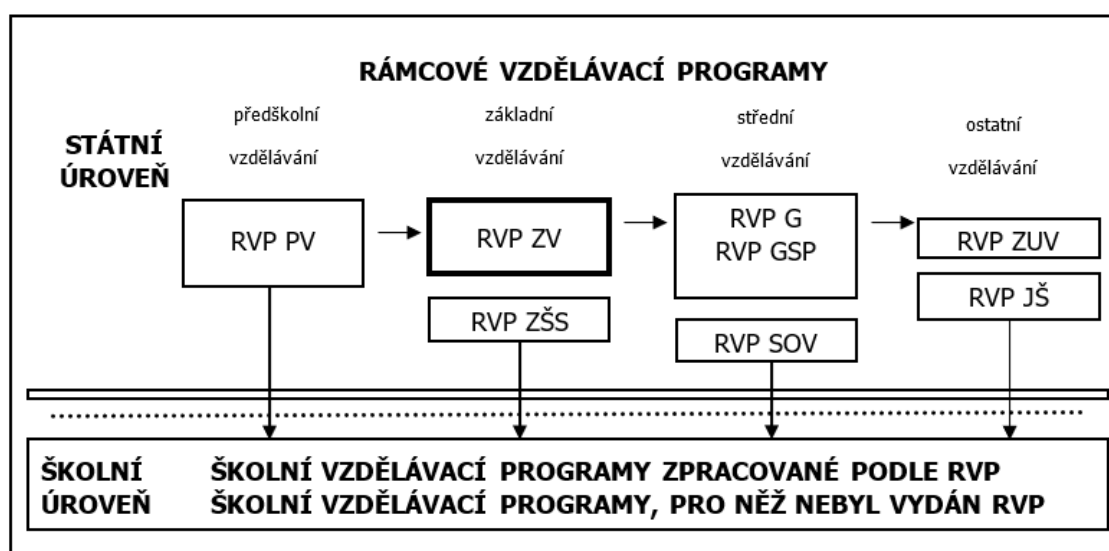 RÁMCOVÉ VZDĚLÁVACÍ PROGRAMY
předškolní
vzdělávání
základní
vzdělávání
střední
vzdělávání
ostatní
vzdělávání
STÁTNÍ
ÚROVEŇ
RVP PV
RVP ZV
RVP ZŠS
RVP G
RVP GSP
RVP SOV
RVP ZUV
RVP JŠ
ŠKOLNÍ
ÚROVEŇ
ŠKOLNÍ VZDĚLÁVACÍ PROGRAMY ZPRACOVANÉ PODLE RVP
ŠKOLNÍ VZDĚLÁVACÍ PROGRAMY, PRO NĚŽ NEBYL VYDÁN RVP